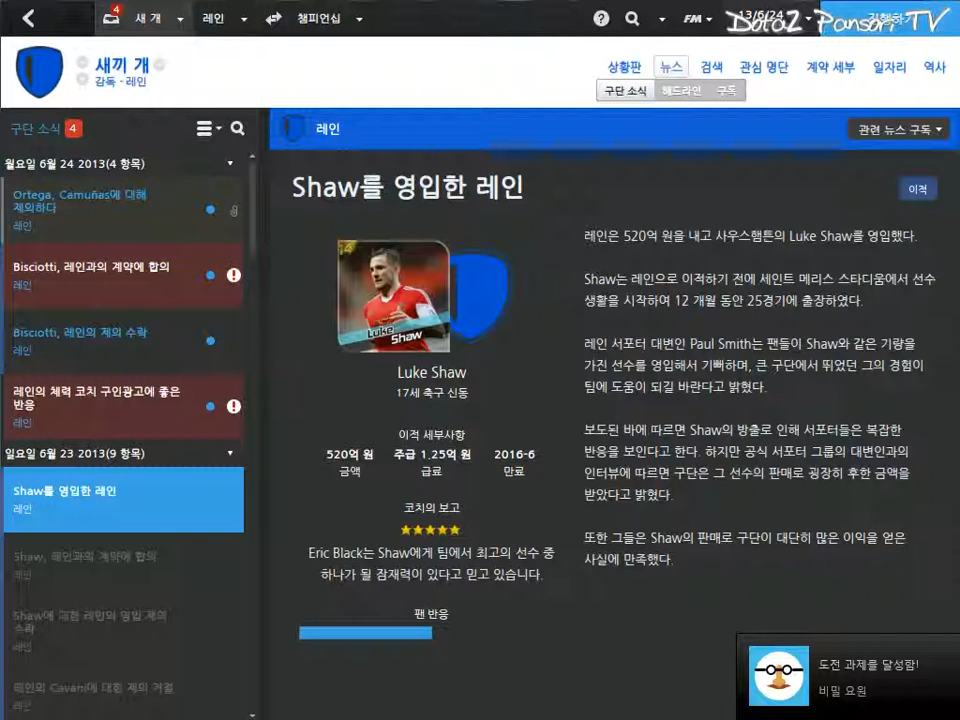 4
새 개
레인
챔피언십
FM
13/6/24
Dota2 Pansori TV
새끼 개
감독 - 레인
상황판
뉴스
검색
관심 명단
계약 세부
일자리
역사
구단 소식
헤드라인
구독
구단 소식 4
레인
관련 뉴스 구독
월요일 6월 24 2013(4 항목)
Ortega, Camuñas에 대해
제의하다
레인
Bisciotti, 레인과의 계약에 합의
레인
Bisciotti, 레인의 제의 수락
레인
레인의 체력 코치 구인광고에 좋은
반응
레인
일요일 6월 23 2013(9 항목)
Shaw를 영입한 레인
레인
Shaw, 레인과의 계약에 합의
레인
Shaw에 대한 레인의 영입 제의
수락
레인
레인의 Cavani에 대한 제의 거절
레인
Shaw를 영입한 레인
이적
Luke
Shaw
Luke Shaw
17세 축구 신동
이적 세부사항
520억 원
주급 1.25억 원
2016-6
금액
급료
만료
코치의 보고
Eric Black는 Shaw에게 팀에서 최고의 선수 중
하나가 될 잠재력이 있다고 믿고 있습니다.
팬 반응
레인은 520억 원을 내고 사우스햄튼의 Luke Shaw를 영입했다.
Shaw는 레인으로 이적하기 전에 세인트 메리스 스타디움에서 선수
생활을 시작하여 12 개월 동안 25경기에 출장하였다.
레인 서포터 대변인 Paul Smith는 팬들이 Shaw와 같은 기량을
가진 선수를 영입해서 기뻐하며, 큰 구단에서 뛰었던 그의 경험이
팀에 도움이 되길 바란다고 밝혔다.
보도된 바에 따르면 Shaw의 방출로 인해 서포터들은 복잡한
반응을 보인다고 한다. 하지만 공식 서포터 그룹의 대변인과의
인터뷰에 따르면 구단은 그 선수의 판매로 굉장히 후한 금액을
받았다고 밝혔다.
또한 그들은 Shaw의 판매로 구단이 대단히 많은 이익을 얻은
사실에 만족했다.
도전 과제를 달성함!
비밀 요원